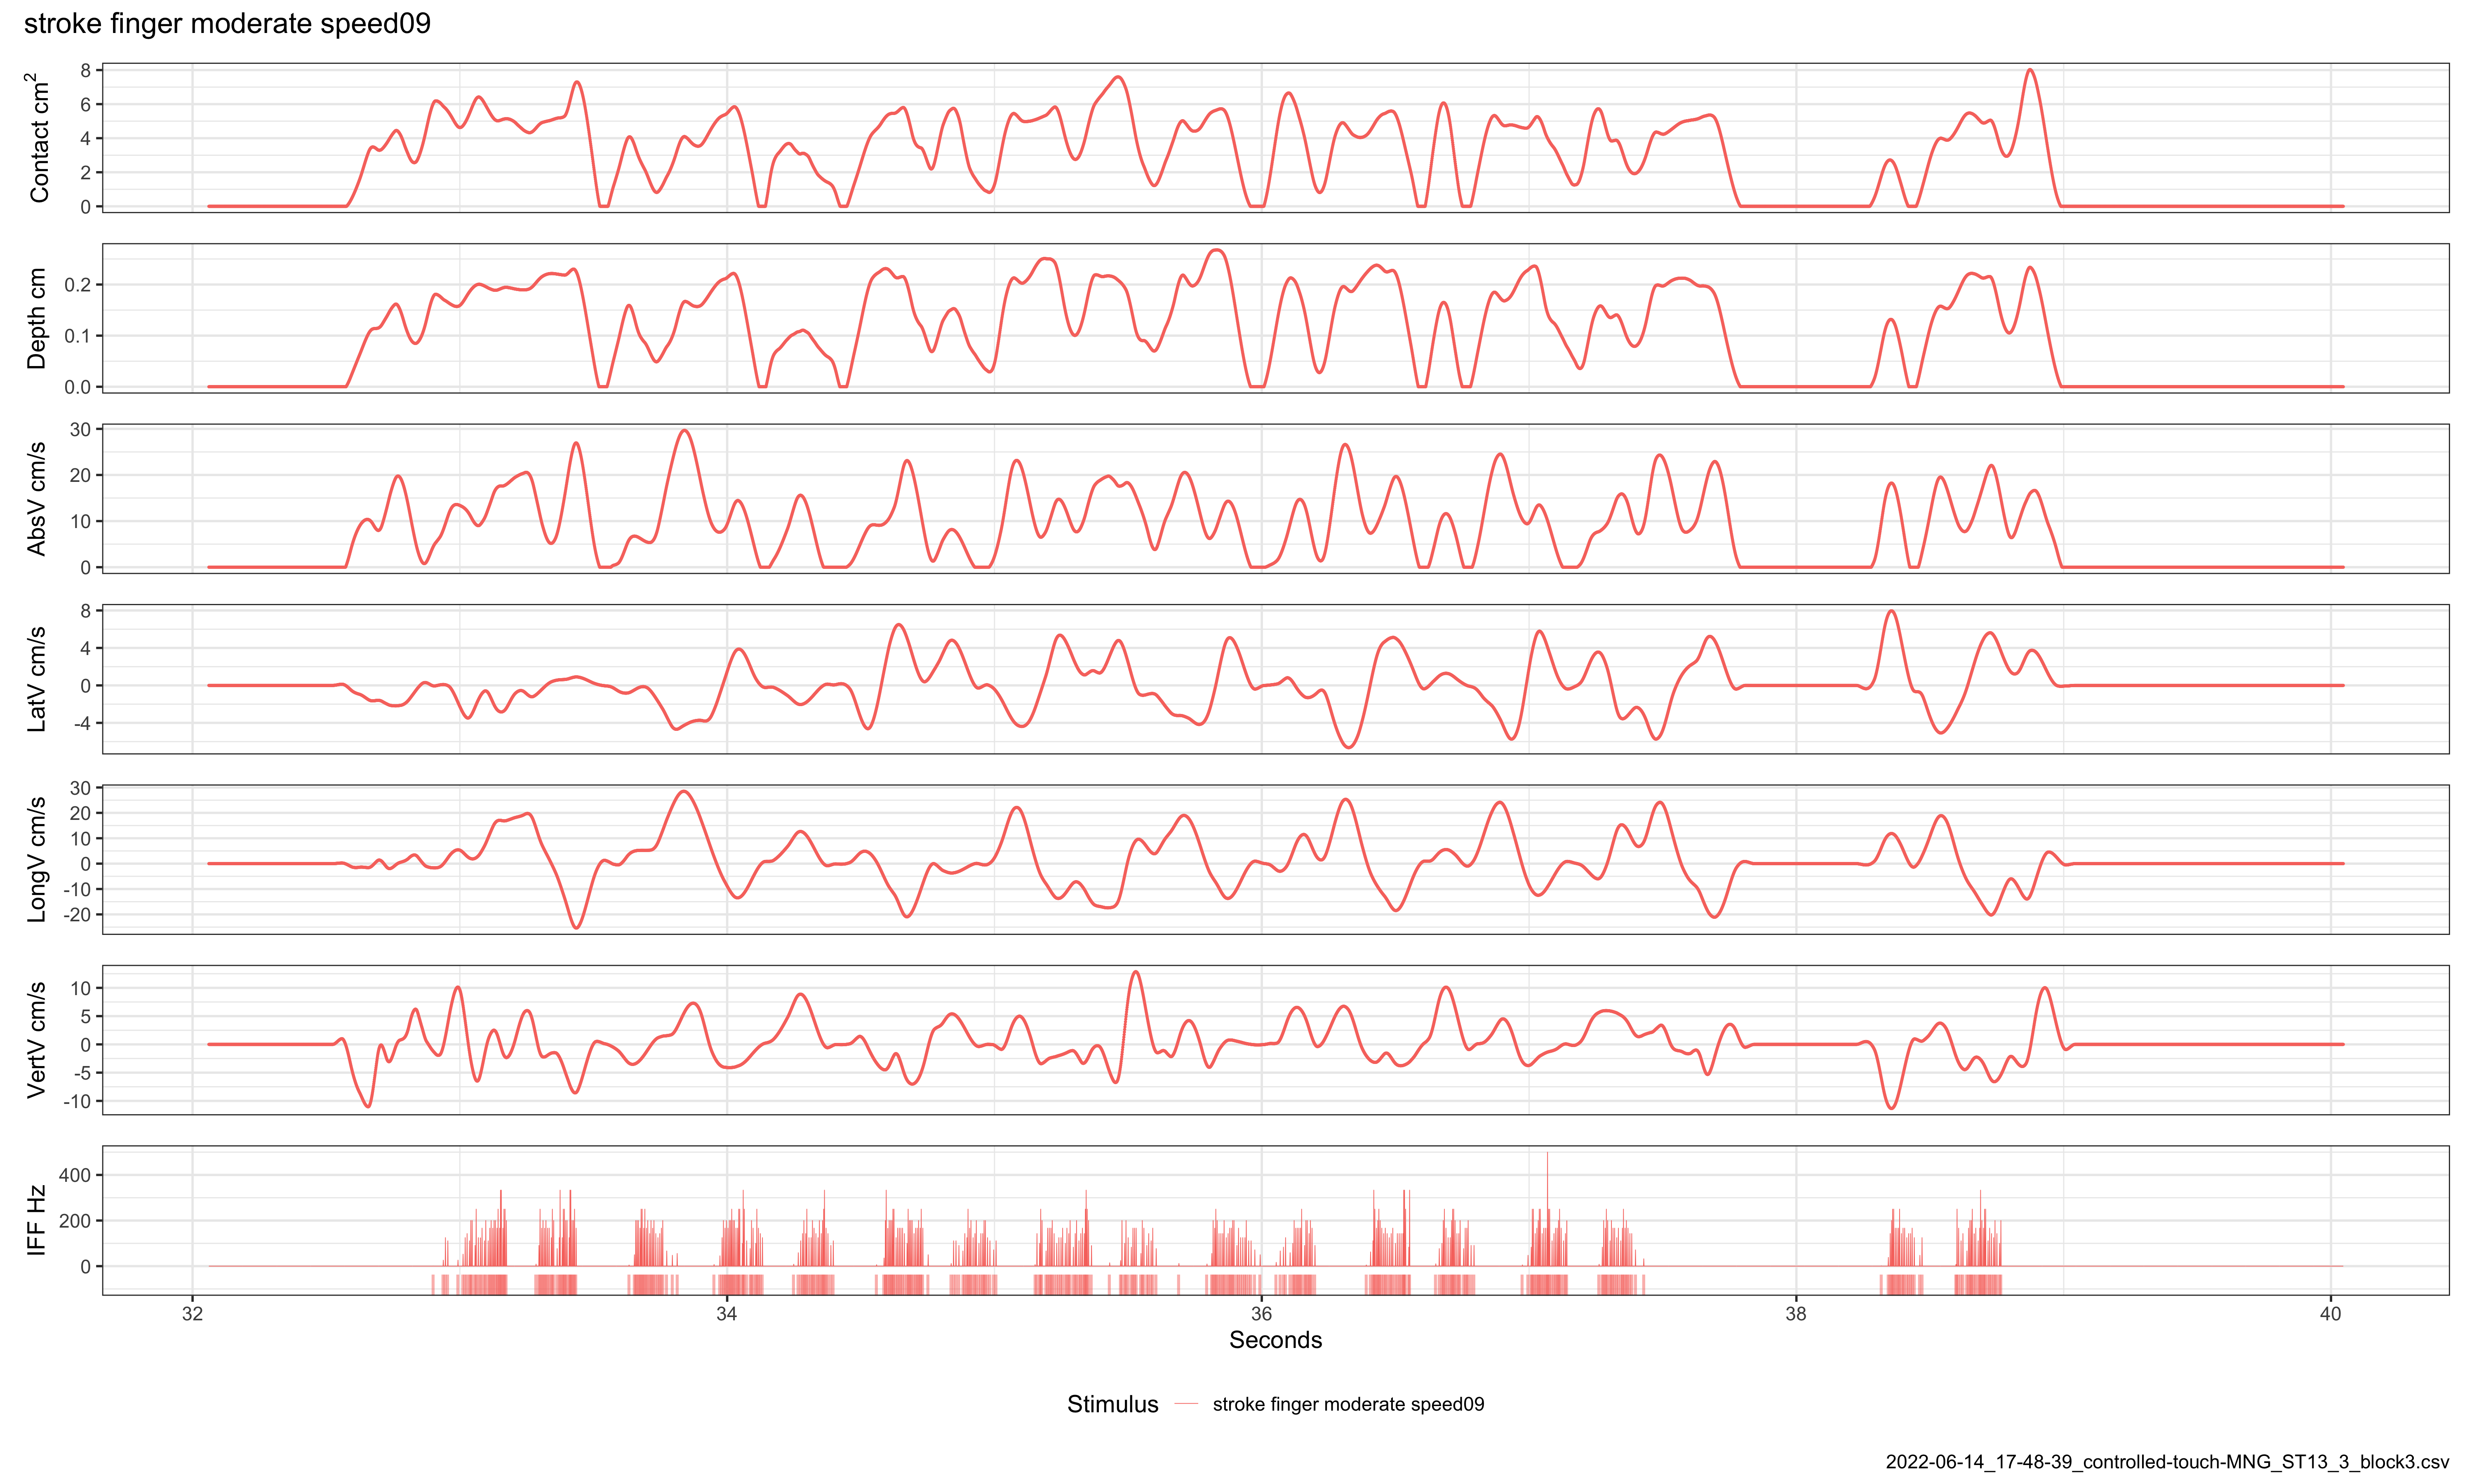 stroke finger moderate speed09
Contact cm²
8
6
4
2
0
Depth cm
0.2
0.1
0.0
AbsV cm/s
30
20
10
0
LatV cm/s
8
4
0
-4
LongV cm/s
30
20
10
0
-10
-20
VertV cm/s
10
5
0
-5
-10
IFF Hz
400
200
0
32 34 36 38 40
Seconds
Stimulus stroke finger moderate speed09
2022-06-14_17-48-39_controlled-touch-MNG_ST13_3_block3.csv